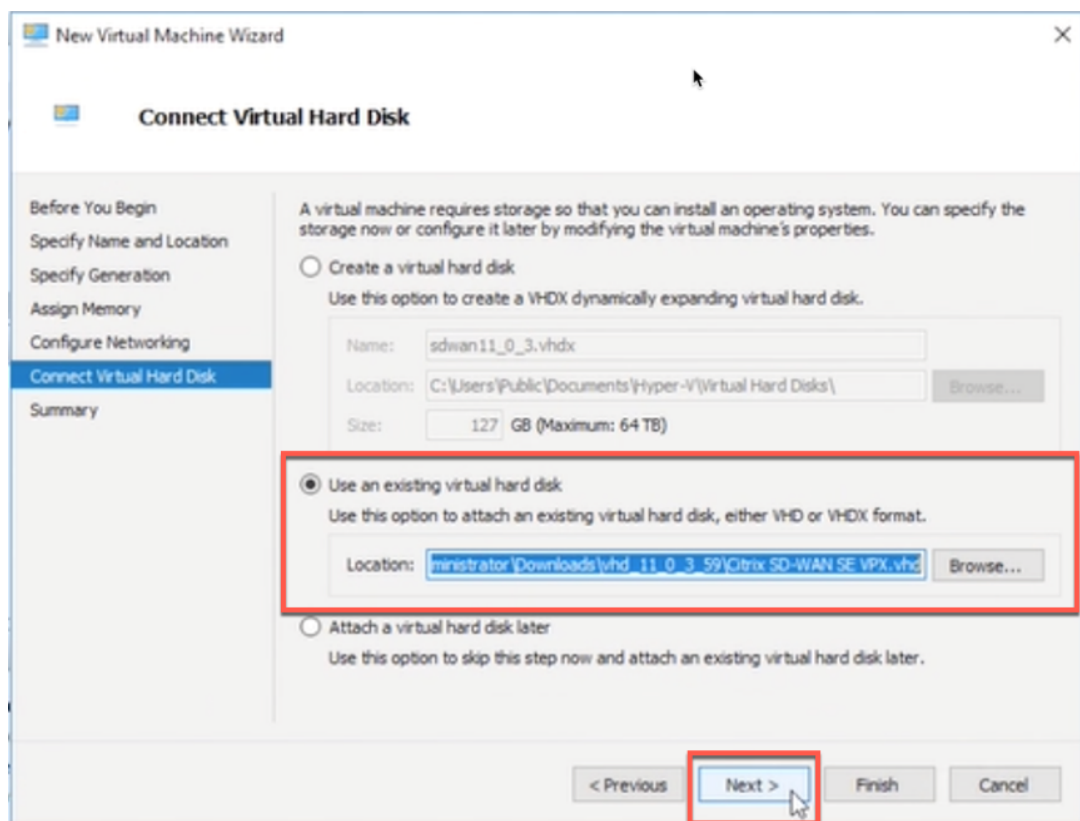 New Virtual Machine Wizard
Connect Virtual Hard Disk
Before You Begin
Specify Name and Location
Specify Generation
Assign Memory
Configure Networking
Connect Virtual Hard Disk
Summary
A virtual machine requires storage so that you can install an operating system. You can specify the
storage now or configure it later by modifying the virtual machine's properties.
Create a virtual hard disk
Use this option to create a VHDX dynamically expanding virtual hard disk.
Name: sdwan11_0_3.vhdx
Location: C:\Users\Public\Documents\Hyper-V\Virtual Hard Disks\ Browse...
Size: 127 GB (Maximum: 64 TB)
Use an existing virtual hard disk
Use this option to attach an existing virtual hard disk, either VHD or VHDX format.
Location: ministrator\Downloads\vhd_11_0_3_59\Citrix SD-WAN SE VPX.vhd Browse...
Attach a virtual hard disk later
Use this option to skip this step now and attach an existing virtual hard disk later.
< Previous Next > Finish Cancel